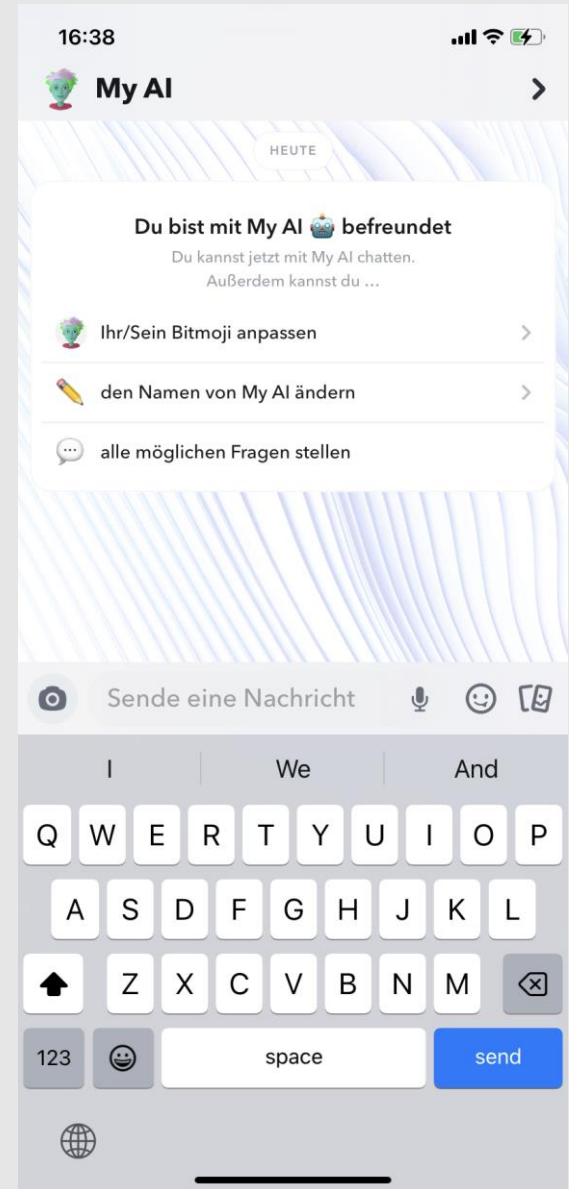 16:38
My AI
HEUTE
Du bist mit My AI 🤖 befreundet
Du kannst jetzt mit My AI chatten.
Außerdem kannst du ...
Ihr/Sein Bitmoji anpassen
den Namen von My AI ändern
alle möglichen Fragen stellen
Sende eine Nachricht
I We And
Q W E R T Y U I O P
A S D F G H J K L
Z X C V B N M
123 space send